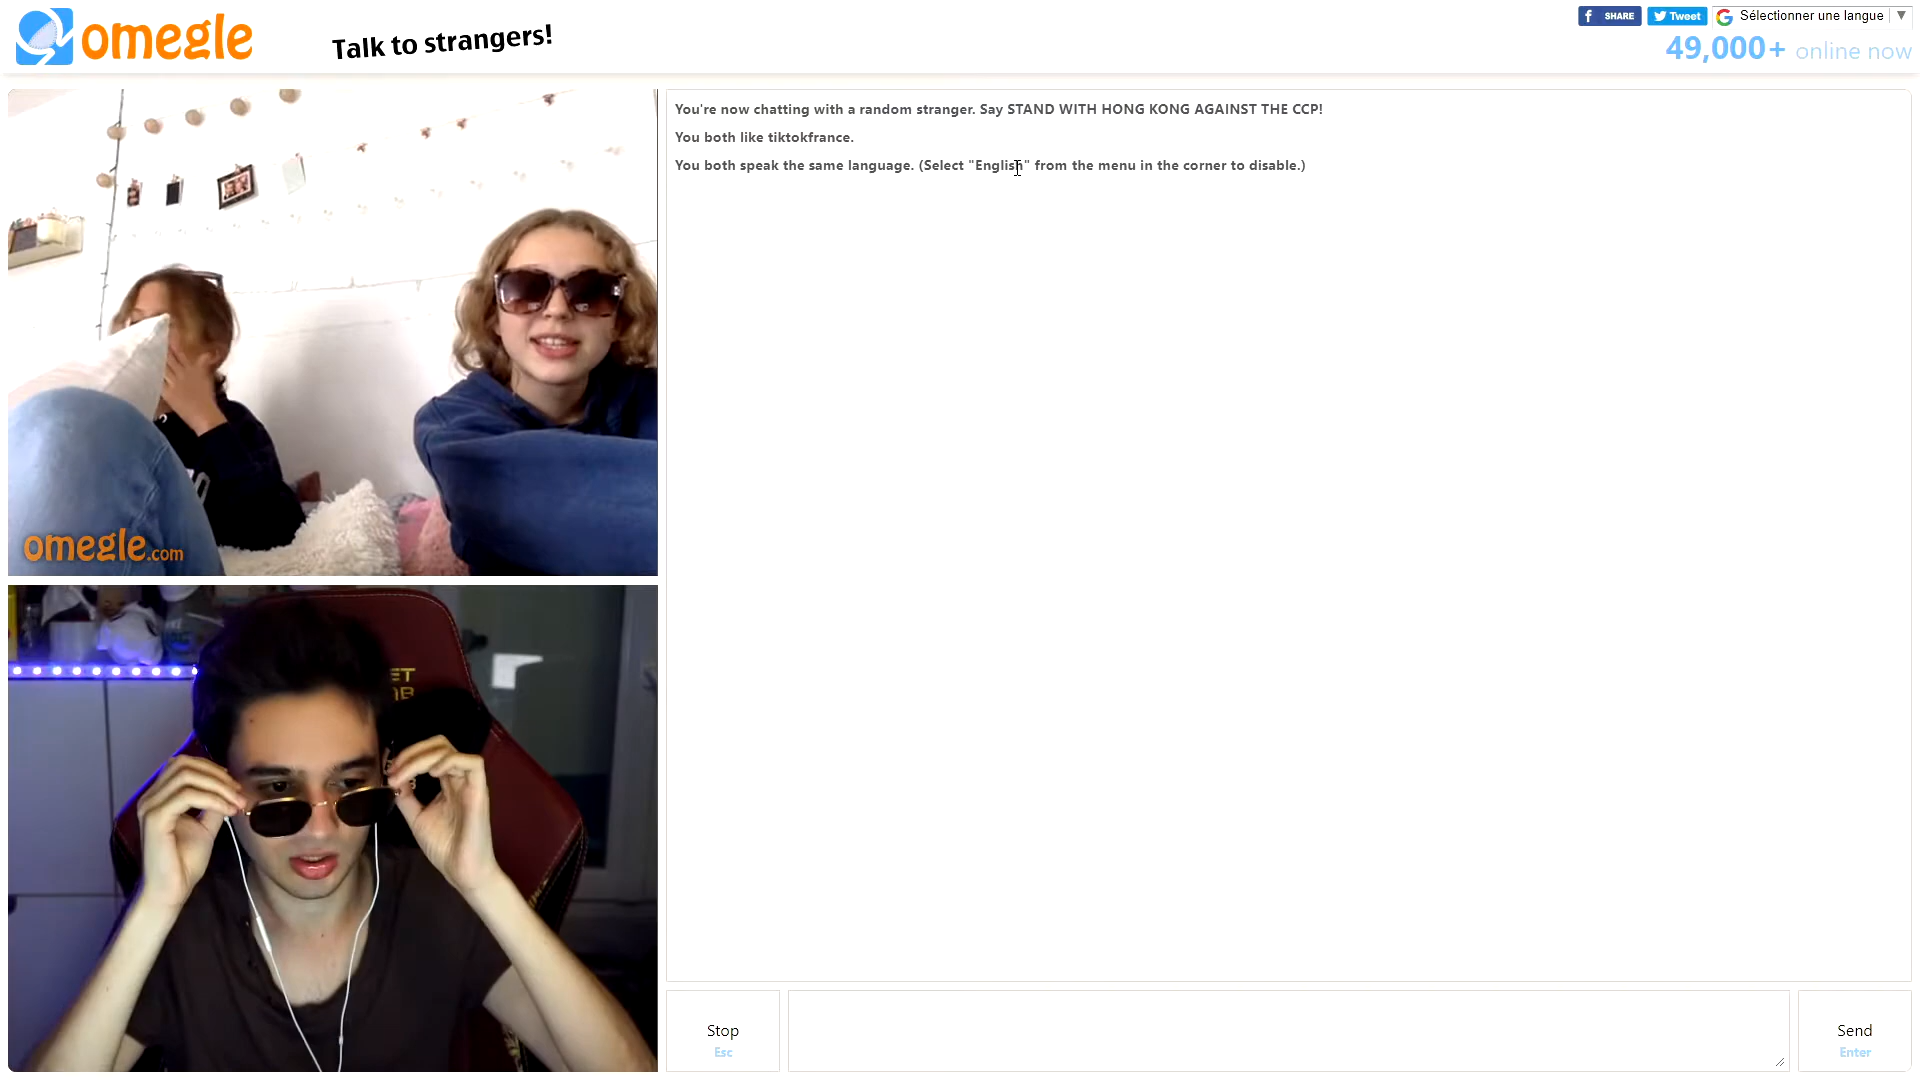 omegle
Talk to strangers!
SHARE
Tweet
Sélectionner une langue
49,000+ online now
You're now chatting with a random stranger. Say STAND WITH HONG KONG AGAINST THE CCP!
You both like tiktokfrance.
You both speak the same language. (Select "English" from the menu in the corner to disable.)
omegle.com
Stop
Esc
Send
Enter